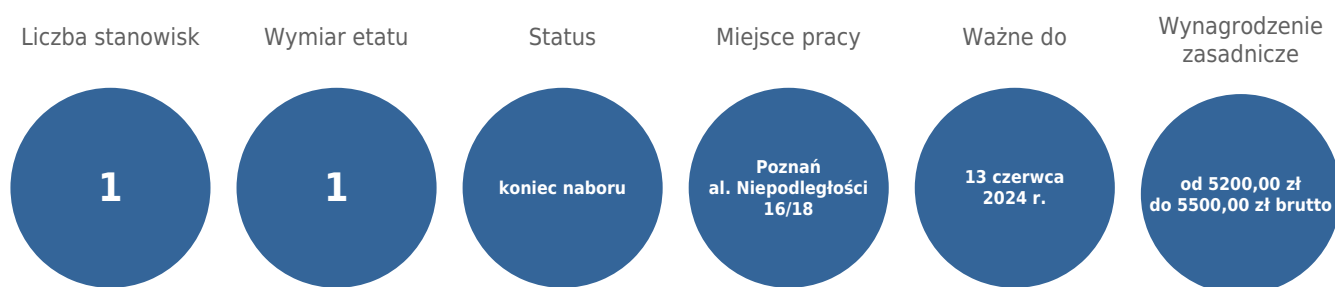 Liczba stanowisk
Wymiar etatu
Status
Miejsce pracy
Ważne do
Wynagrodzenie
zasadnicze
1
1
koniec naboru
Poznań
al. Niepodległości
16/18
13 czerwca
2024 r.
od 5200,00 zł
do 5500,00 zł brutto